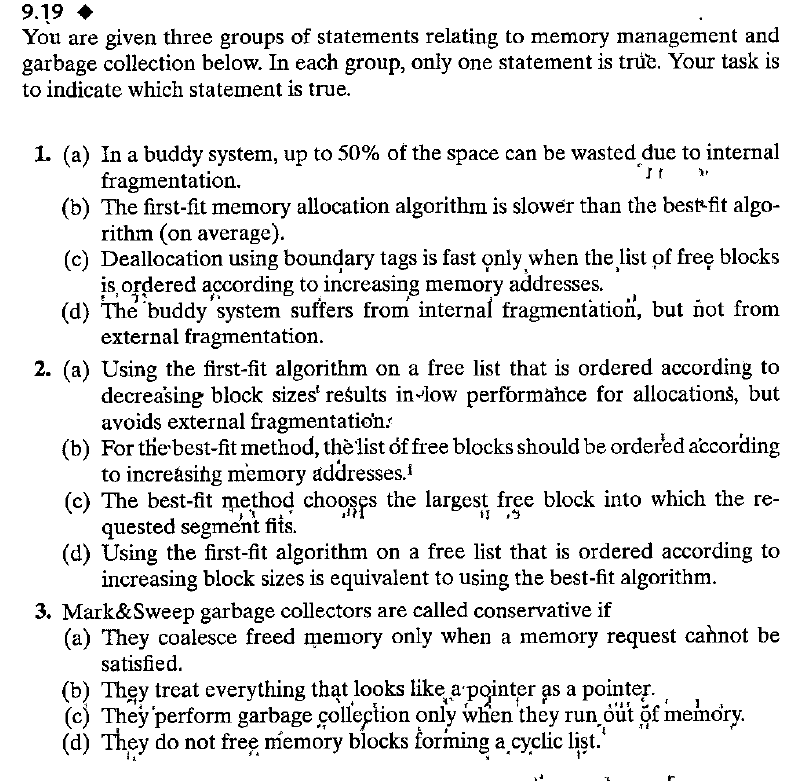 9.19 ◆
You are given three groups of statements relating to memory management and
garbage collection below. In each group, only one statement is true. Your task is
to indicate which statement is true.
1. (a) In a buddy system, up to 50% of the space can be wasted due to internal
fragmentation.
(b) The first-fit memory allocation algorithm is slower than the best-fit algo-
rithm (on average).
(c) Deallocation using boundary tags is fast only when the list of free blocks
is ordered according to increasing memory addresses.
(d) The buddy system suffers from internal fragmentation, but not from
external fragmentation.
2. (a) Using the first-fit algorithm on a free list that is ordered according to
decreasing block sizes results in low performance for allocations, but
avoids external fragmentation.
(b) For the best-fit method, the list of free blocks should be ordered according
to increasing memory addresses.
(c) The best-fit method chooses the largest free block into which the re-
quested segment fits.
(d) Using the first-fit algorithm on a free list that is ordered according to
increasing block sizes is equivalent to using the best-fit algorithm.
3. Mark&Sweep garbage collectors are called conservative if
(a) They coalesce freed memory only when a memory request cannot be
satisfied.
(b) They treat everything that looks like a pointer as a pointer.
(c) They perform garbage collection only when they run out of memory.
(d) They do not free memory blocks forming a cyclic list.